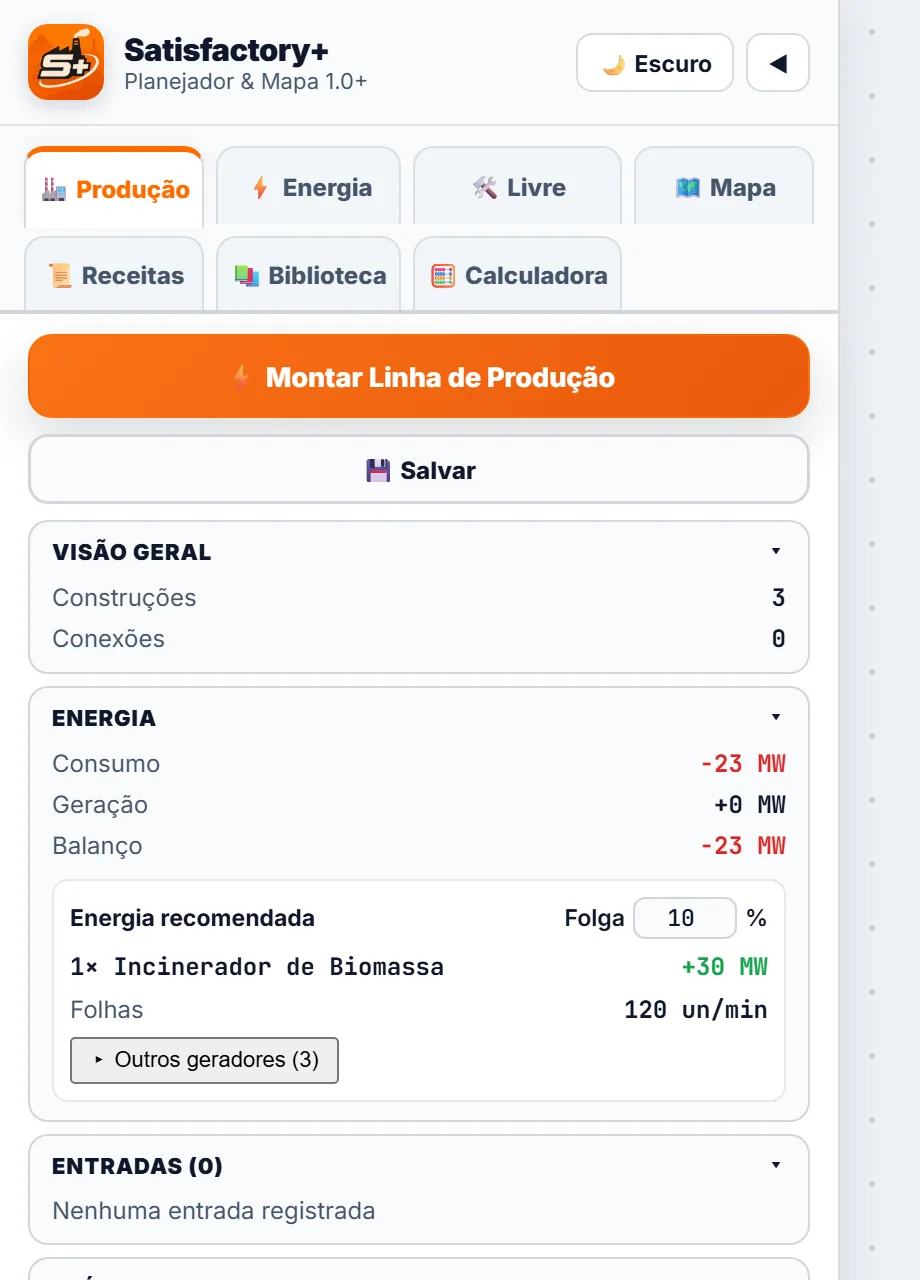 Satisfactory+
Planejador & Mapa 1.0+
🌙 Escuro
◀
Produção
Energia
Livre
Mapa
Receitas
Biblioteca
Calculadora
Montar Linha de Produção
Salvar
VISÃO GERAL
Construções 3
Conexões 0
ENERGIA
Consumo -23 MW
Geração +0 MW
Balanço -23 MW
Energia recomendada Folga 10 %
1× Incinerador de Biomassa +30 MW
Folhas 120 un/min
‣ Outros geradores (3)
ENTRADAS (0)
Nenhuma entrada registrada